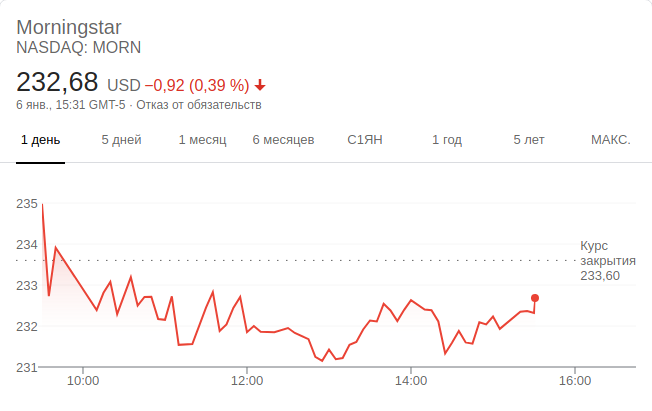 Morningstar
NASDAQ: MORN
232,68 USD −0,92 (0,39 %)
6 янв., 15:31 GMT-5 · Отказ от обязательств
1 день 5 дней 1 месяц 6 месяцев С1ЯН 1 год 5 лет МАКС.
235
234
233
232
231
Курс
закрытия
233,60
10:00 12:00 14:00 16:00